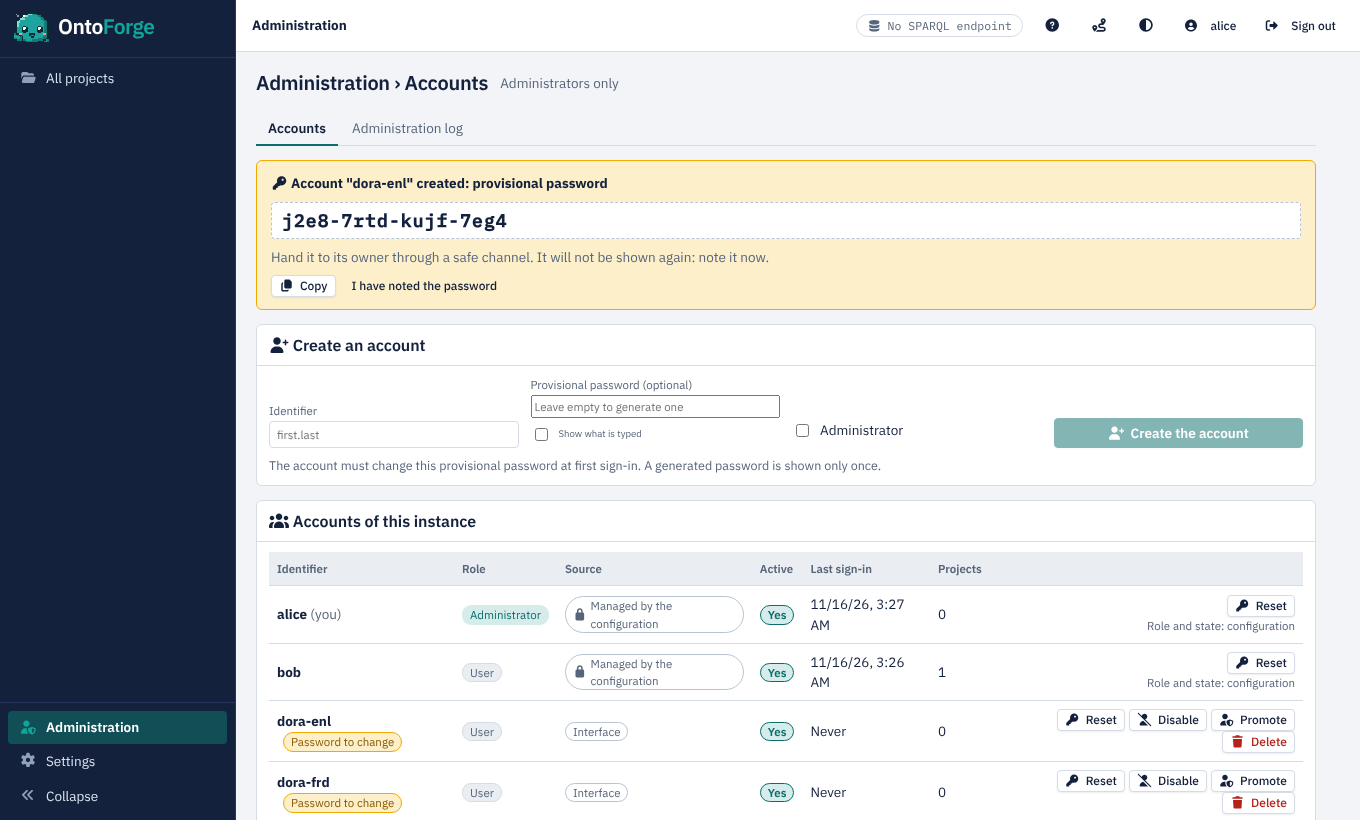 OntoForge
Administration
No SPARQL endpoint
alice
Sign out
All projects
Administration › Accounts
Administrators only
Accounts
Administration log
Account "dora-enl" created: provisional password
j2e8-7rtd-kujf-7eg4
Hand it to its owner through a safe channel. It will not be shown again: note it now.
Copy
I have noted the password
Create an account
Identifier
first.last
Provisional password (optional)
Leave empty to generate one
Show what is typed
Administrator
Create the account
The account must change this provisional password at first sign-in. A generated password is shown only once.
Accounts of this instance
Identifier Role Source Active Last sign-in Projects
alice (you) Administrator Managed by the configuration Yes 11/16/26, 3:27 AM 0 Reset
Role and state: configuration
bob User Managed by the configuration Yes 11/16/26, 3:26 AM 1 Reset
Role and state: configuration
dora-enl User Interface Yes Never 0 Reset Disable Promote
Password to change Delete
dora-frd User Interface Yes Never 0 Reset Disable Promote
Password to change Delete
Administration
Settings
Collapse